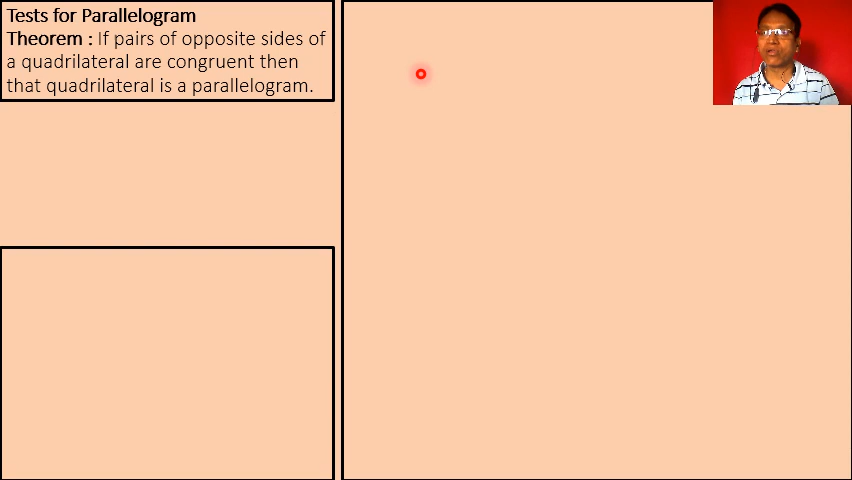 Tests for Parallelogram
Theorem : If pairs of opposite sides of
a quadrilateral are congruent then
that quadrilateral is a parallelogram.